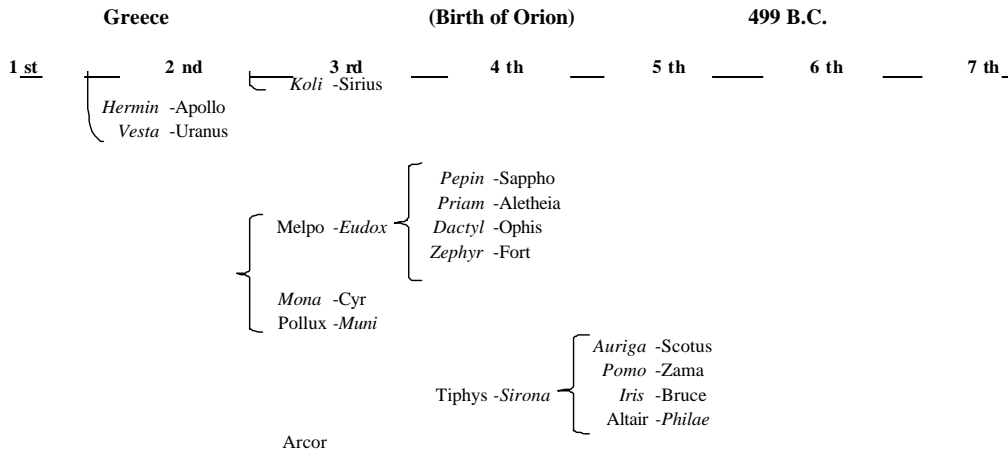 Greece (Birth of Orion) 499 B.C.
1 st 2 nd 3 rd 4 th 5 th 6 th 7 th
Koli -Sirius
Hermin -Apollo
Vesta -Uranus
Pepin -Sappho
Priam -Aletheia
Melpo -Eudox Dactyl -Ophis
Zephyr -Fort
Mona -Cyr
Pollux -Muni
Auriga -Scotus
Pomo -Zama
Tiphys -Sirona Iris -Bruce
Altair -Philae
Arcor